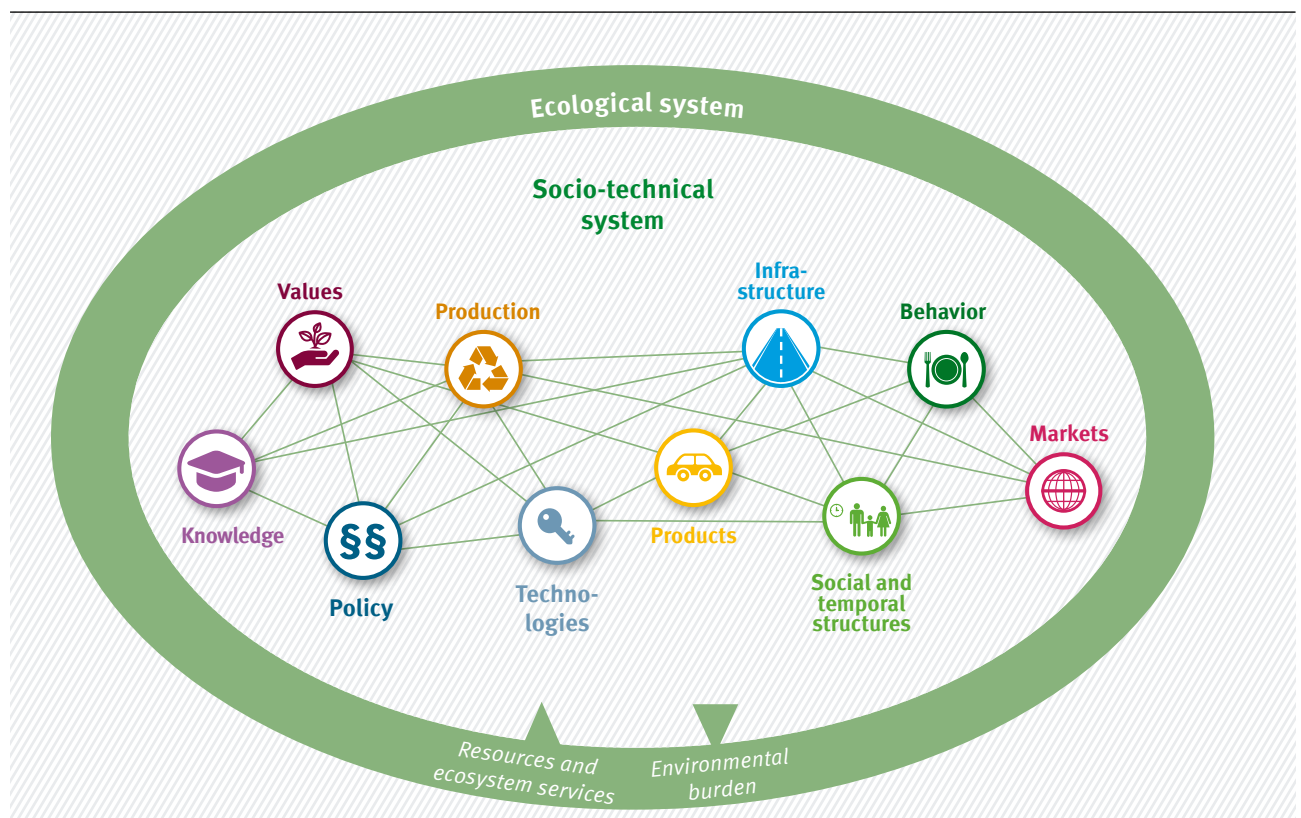 Ecological system
Socio-technical
system
Values
Production
Infra-
structure
Behavior
Markets
Knowledge
Policy
§§
Techno-
logies
Products
Social and
temporal
structures
Resources and
ecosystem services
Environmental
burden